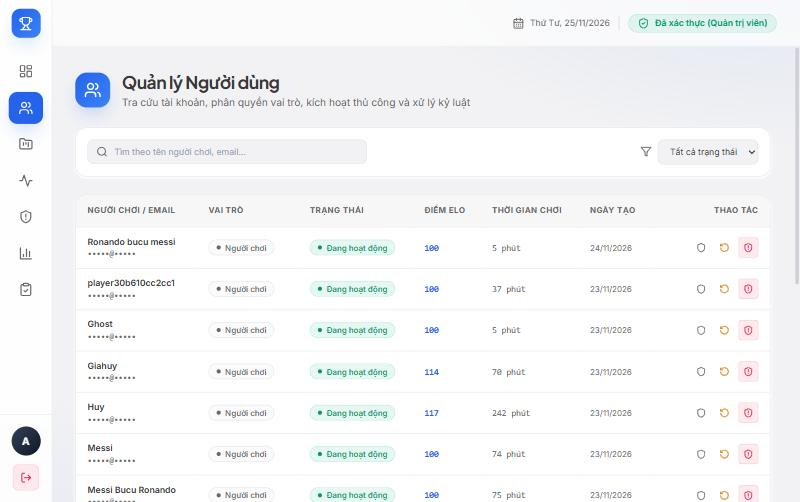 Thứ Tư, 25/11/2026
Đã xác thực (Quản trị viên)
Quản lý Người dùng
Tra cứu tài khoản, phân quyền vai trò, kích hoạt thủ công và xử lý kỷ luật
Tìm theo tên người chơi, email...
Tất cả trạng thái
NGƯỜI CHƠI / EMAIL VAI TRÒ TRẠNG THÁI ĐIỂM ELO THỜI GIAN CHƠI NGÀY TẠO THAO TÁC
Ronando bucu messi
•••••@•••••
Người chơi Đang hoạt động 100 5 phút 24/11/2026
player30b610cc2cc1
•••••@•••••
Người chơi Đang hoạt động 100 37 phút 23/11/2026
Ghost
•••••@•••••
Người chơi Đang hoạt động 100 5 phút 23/11/2026
Giahuy
•••••@•••••
Người chơi Đang hoạt động 114 70 phút 23/11/2026
Huy
•••••@•••••
Người chơi Đang hoạt động 117 242 phút 23/11/2026
Messi
•••••@•••••
Người chơi Đang hoạt động 100 74 phút 23/11/2026
Messi Bucu Ronando
•••••@•••••
Người chơi Đang hoạt động 100 75 phút 23/11/2026
A